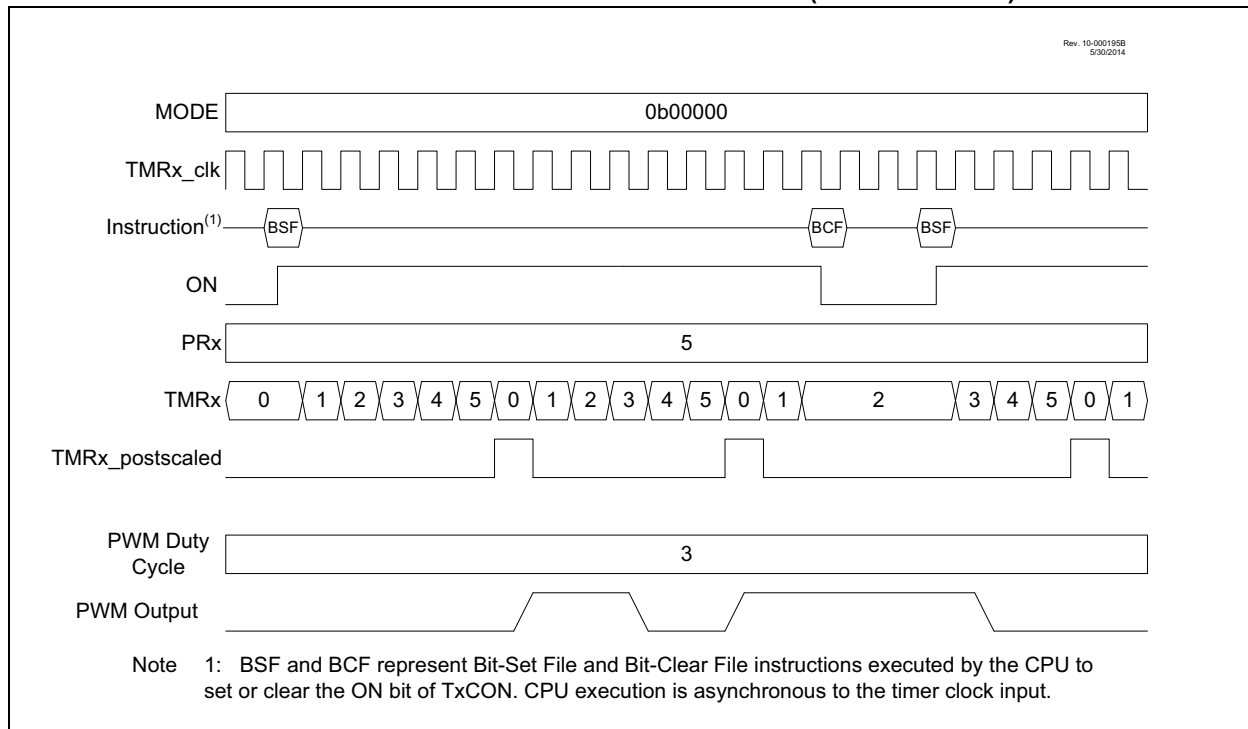 Rev. 10-000195B
5/30/2014
MODE
0b00000
TMRx_clk
Instruction(1)
BSF
BCF
BSF
ON
PRx
5
TMRx
0 1 2 3 4 5 0 1 2 3 4 5 0 1 2 3 4 5 0 1
TMRx_postscaled
PWM Duty
Cycle
3
PWM Output
Note 1: BSF and BCF represent Bit-Set File and Bit-Clear File instructions executed by the CPU to
set or clear the ON bit of TxCON. CPU execution is asynchronous to the timer clock input.